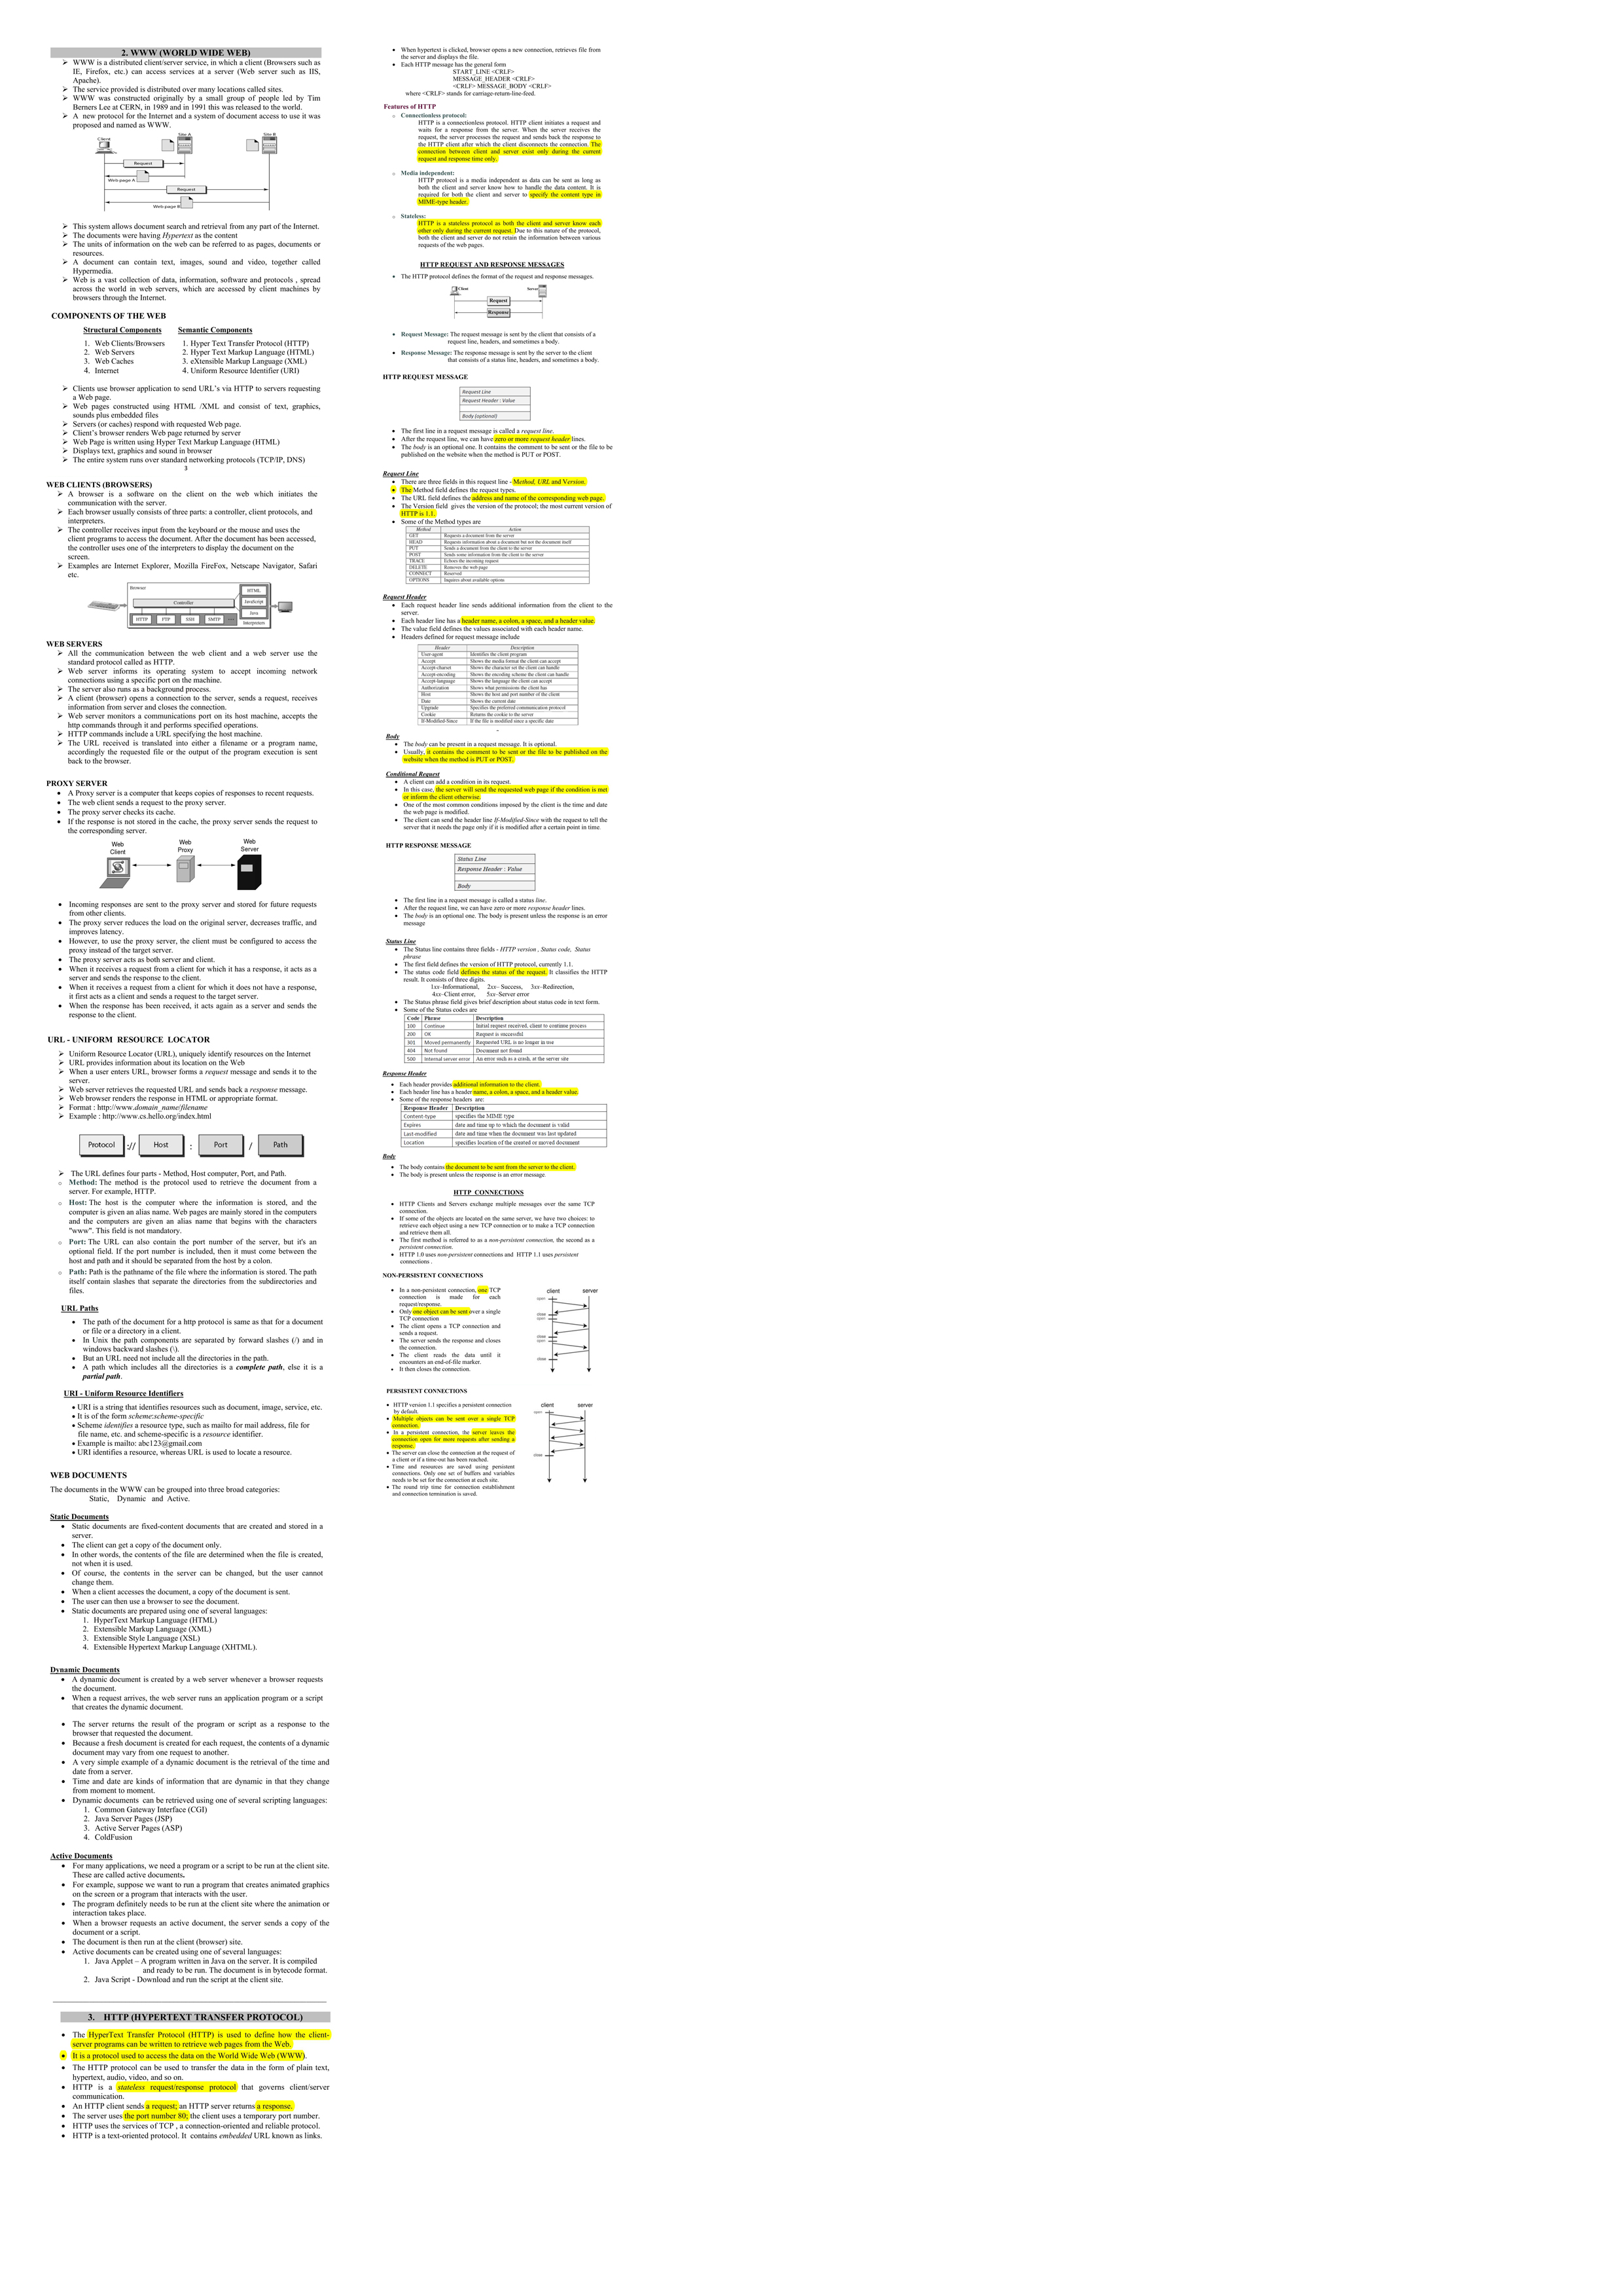 2. WWW (WORLD WIDE WEB)
➢ WWW is a distributed client/server service, in which a client (Browsers such as
IE, Firefox, etc.) can access services at a server (Web server such as IIS,
Apache).
➢ The service provided is distributed over many locations called sites.
➢ WWW was constructed originally by a small group of people led by Tim
Berners Lee at CERN, in 1989 and in 1991 this was released to the world.
➢ A new protocol for the Internet and a system of document access to use it was
proposed and named as WWW.
Client
Site A
Site B
Request
Web page A
Request
Web page B
➢ This system allows document search and retrieval from any part of the Internet.
➢ The documents were having Hypertext as the content
➢ The units of information on the web can be referred to as pages, documents or
resources.
➢ A document can contain text, images, sound and video, together called
Hypermedia.
➢ Web is a vast collection of data, information, software and protocols , spread
across the world in web servers, which are accessed by client machines by
browsers through the Internet.
COMPONENTS OF THE WEB
Structural Components Semantic Components
1. Web Clients/Browsers 1. Hyper Text Transfer Protocol (HTTP)
2. Web Servers 2. Hyper Text Markup Language (HTML)
3. Web Caches 3. eXtensible Markup Language (XML)
4. Internet 4. Uniform Resource Identifier (URI)
➢ Clients use browser application to send URL's via HTTP to servers requesting
a Web page.
➢ Web pages constructed using HTML /XML and consist of text, graphics,
sounds plus embedded files
➢ Servers (or caches) respond with requested Web page.
➢ Client's browser renders Web page returned by server
➢ Web Page is written using Hyper Text Markup Language (HTML)
➢ Displays text, graphics and sound in browser
➢ The entire system runs over standard networking protocols (TCP/IP, DNS)
3
WEB CLIENTS (BROWSERS)
➢ A browser is a software on the client on the web which initiates the
communication with the server.
➢ Each browser usually consists of three parts: a controller, client protocols, and
interpreters.
➢ The controller receives input from the keyboard or the mouse and uses the
client programs to access the document. After the document has been accessed,
the controller uses one of the interpreters to display the document on the
screen.
➢ Examples are Internet Explorer, Mozilla FireFox, Netscape Navigator, Safari
etc.
Browser
Controller
HTML
JavaScript
Java
Interpreters
HTTP FTP SSH SMTP
WEB SERVERS
➢ All the communication between the web client and a web server use the
standard protocol called as HTTP.
➢ Web server informs its operating system to accept incoming network
connections using a specific port on the machine.
➢ The server also runs as a background process.
➢ A client (browser) opens a connection to the server, sends a request, receives
information from server and closes the connection.
➢ Web server monitors a communications port on its host machine, accepts the
http commands through it and performs specified operations.
➢ HTTP commands include a URL specifying the host machine.
➢ The URL received is translated into either a filename or a program name,
accordingly the requested file or the output of the program execution is sent
back to the browser.
PROXY SERVER
• A Proxy server is a computer that keeps copies of responses to recent requests.
• The web client sends a request to the proxy server.
• The proxy server checks its cache.
• If the response is not stored in the cache, the proxy server sends the request to
the corresponding server.
Web Client
Web Proxy
Web Server
• Incoming responses are sent to the proxy server and stored for future requests
from other clients.
• The proxy server reduces the load on the original server, decreases traffic, and
improves latency.
• However, to use the proxy server, the client must be configured to access the
proxy instead of the target server.
• The proxy server acts as both server and client.
• When it receives a request from a client for which it has a response, it acts as a
server and sends the response to the client.
• When it receives a request from a client for which it does not have a response,
it first acts as a client and sends a request to the target server.
• When the response has been received, it acts again as a server and sends the
response to the client.
URL - UNIFORM RESOURCE LOCATOR
➢ Uniform Resource Locator (URL), uniquely identify resources on the Internet
➢ URL provides information about its location on the Web
➢ When a user enters URL, browser forms a request message and sends it to the
server.
➢ Web server retrieves the requested URL and sends back a response message.
➢ Web browser renders the response in HTML or appropriate format.
➢ Format : http://www.domain_name/filename
➢ Example : http://www.cs.hello.org/index.html
Protocol :// Host : Port / Path
➢ The URL defines four parts - Method, Host computer, Port, and Path.
o Method: The method is the protocol used to retrieve the document from a
server. For example, HTTP.
o Host: The host is the computer where the information is stored, and the
computer is given an alias name. Web pages are mainly stored in the computers
and the computers are given an alias name that begins with the characters
"www". This field is not mandatory.
o Port: The URL can also contain the port number of the server, but it's an
optional field. If the port number is included, then it must come between the
host and path and it should be separated from the host by a colon.
o Path: Path is the pathname of the file where the information is stored. The path
itself contain slashes that separate the directories from the subdirectories and
files.
URL Paths
• The path of the document for a http protocol is same as that for a document
or file or a directory in a client.
• In Unix the path components are separated by forward slashes (/) and in
windows backward slashes (\).
• But an URL need not include all the directories in the path.
• A path which includes all the directories is a complete path, else it is a
partial path.
URI - Uniform Resource Identifiers
• URI is a string that identifies resources such as document, image, service, etc.
• It is of the form scheme:scheme-specific
• Scheme identifies a resource type, such as mailto for mail address, file for
file name, etc. and scheme-specific is a resource identifier.
• Example is mailto: abc123@gmail.com
• URI identifies a resource, whereas URL is used to locate a resource.
WEB DOCUMENTS
The documents in the WWW can be grouped into three broad categories:
Static, Dynamic and Active.
Static Documents
• Static documents are fixed-content documents that are created and stored in a
server.
• The client can get a copy of the document only.
• In other words, the contents of the file are determined when the file is created,
not when it is used.
• Of course, the contents in the server can be changed, but the user cannot
change them.
• When a client accesses the document, a copy of the document is sent.
• The user can then use a browser to see the document.
• Static documents are prepared using one of several languages:
1. HyperText Markup Language (HTML)
2. Extensible Markup Language (XML)
3. Extensible Style Language (XSL)
4. Extensible Hypertext Markup Language (XHTML).
Dynamic Documents
• A dynamic document is created by a web server whenever a browser requests
the document.
• When a request arrives, the web server runs an application program or a script
that creates the dynamic document.
• The server returns the result of the program or script as a response to the
browser that requested the document.
• Because a fresh document is created for each request, the contents of a dynamic
document may vary from one request to another.
• A very simple example of a dynamic document is the retrieval of the time and
date from a server.
• Time and date are kinds of information that are dynamic in that they change
from moment to moment.
• Dynamic documents can be retrieved using one of several scripting languages:
1. Common Gateway Interface (CGI)
2. Java Server Pages (JSP)
3. Active Server Pages (ASP)
4. ColdFusion
Active Documents
• For many applications, we need a program or a script to be run at the client site.
These are called active documents.
• For example, suppose we want to run a program that creates animated graphics
on the screen or a program that interacts with the user.
• The program definitely needs to be run at the client site where the animation or
interaction takes place.
• When a browser requests an active document, the server sends a copy of the
document or a script.
• The document is then run at the client (browser) site.
• Active documents can be created using one of several languages:
1. Java Applet – A program written in Java on the server. It is compiled
and ready to be run. The document is in bytecode format.
2. Java Script - Download and run the script at the client site.
3. HTTP (HYPERTEXT TRANSFER PROTOCOL)
• The HyperText Transfer Protocol (HTTP) is used to define how the client-
server programs can be written to retrieve web pages from the Web.
• It is a protocol used to access the data on the World Wide Web (WWW).
• The HTTP protocol can be used to transfer the data in the form of plain text,
hypertext, audio, video, and so on.
• HTTP is a stateless request/response protocol that governs client/server
communication.
• An HTTP client sends a request; an HTTP server returns a response.
• The server uses the port number 80; the client uses a temporary port number.
• HTTP uses the services of TCP , a connection-oriented and reliable protocol.
• HTTP is a text-oriented protocol. It contains embedded URL known as links.
• When hypertext is clicked, browser opens a new connection, retrieves file from
the server and displays the file.
• Each HTTP message has the general form
START_LINE <CRLF>
MESSAGE_HEADER <CRLF>
<CRLF> MESSAGE_BODY <CRLF>
where <CRLF> stands for carriage-return-line-feed.
Features of HTTP
o Connectionless protocol:
HTTP is a connectionless protocol. HTTP client initiates a request and
waits for a response from the server. When the server receives the
request, the server processes the request and sends back the response to
the HTTP client after which the client disconnects the connection. The
connection between client and server exist only during the current
request and response time only.
o Media independent:
HTTP protocol is a media independent as data can be sent as long as
both the client and server know how to handle the data content. It is
required for both the client and server to specify the content type in
MIME-type header.
o Stateless:
HTTP is a stateless protocol as both the client and server know each
other only during the current request. Due to this nature of the protocol,
both the client and server do not retain the information between various
requests of the web pages.
HTTP REQUEST AND RESPONSE MESSAGES
• The HTTP protocol defines the format of the request and response messages.
Client
Server
Request
Response
• Request Message: The request message is sent by the client that consists of a
request line, headers, and sometimes a body.
• Response Message: The response message is sent by the server to the client
that consists of a status line, headers, and sometimes a body.
HTTP REQUEST MESSAGE
Request Line
Request Header : Value
Body (optional)
• The first line in a request message is called a request line.
• After the request line, we can have zero or more request header lines.
• The body is an optional one. It contains the comment to be sent or the file to be
published on the website when the method is PUT or POST.
Request Line
• There are three fields in this request line - Method, URL and Version.
• The Method field defines the request types.
• The URL field defines the address and name of the corresponding web page.
• The Version field gives the version of the protocol; the most current version of
HTTP is 1.1.
• Some of the Method types are
Method Action
GET Requests a document from the server
HEAD Requests information about a document but not the document itself
PUT Sends a document from the client to the server
POST Sends some information from the client to the server
TRACE Echoes the incoming request
DELETE Removes the web page
CONNECT Reserved
OPTIONS Inquires about available options
Request Header
• Each request header line sends additional information from the client to the
server.
• Each header line has a header name, a colon, a space, and a header value.
• The value field defines the values associated with each header name.
• Headers defined for request message include
Header Description
User-agent Identifies the client program
Accept Shows the media format the client can accept
Accept-charset Shows the character set the client can handle
Accept-encoding Shows the encoding scheme the client can handle
Accept-language Shows the language the client can accept
Authorization Shows what permissions the client has
Host Shows the host and port number of the client
Date Shows the current date
Upgrade Specifies the preferred communication protocol
Cookie Returns the cookie to the server
If-Modified-Since If the file is modified since a specific date
Body
• The body can be present in a request message. It is optional.
• Usually, it contains the comment to be sent or the file to be published on the
website when the method is PUT or POST.
Conditional Request
• A client can add a condition in its request.
• In this case, the server will send the requested web page if the condition is met
or inform the client otherwise.
• One of the most common conditions imposed by the client is the time and date
the web page is modified.
• The client can send the header line If-Modified-Since with the request to tell the
server that it needs the page only if it is modified after a certain point in time.
HTTP RESPONSE MESSAGE
Status Line
Response Header : Value
Body
• The first line in a request message is called a status line.
• After the request line, we can have zero or more response header lines.
• The body is an optional one. The body is present unless the response is an error
message
Status Line
• The Status line contains three fields - HTTP version , Status code, Status
phrase
• The first field defines the version of HTTP protocol, currently 1.1.
• The status code field defines the status of the request. It classifies the HTTP
result. It consists of three digits.
1xx–Informational, 2xx– Success, 3xx–Redirection,
4xx–Client error, 5xx–Server error
• The Status phrase field gives brief description about status code in text form.
• Some of the Status codes are
Code Phrase Description
100 Continue Initial request received, client to continue process
200 OK Request is successful
301 Moved permanently Requested URL is no longer in use
404 Not found Document not found
500 Internal server error An error such as a crash, at the server site
Response Header
• Each header provides additional information to the client.
• Each header line has a header name, a colon, a space, and a header value.
• Some of the response headers are:
Response Header Description
Content-type specifies the MIME type
Expires date and time up to which the document is valid
Last-modified date and time when the document was last updated
Location specifies location of the created or moved document
Body
• The body contains the document to be sent from the server to the client.
• The body is present unless the response is an error message.
HTTP CONNECTIONS
• HTTP Clients and Servers exchange multiple messages over the same TCP
connection.
• If some of the objects are located on the same server, we have two choices: to
retrieve each object using a new TCP connection or to make a TCP connection
and retrieve them all.
• The first method is referred to as a non-persistent connection, the second as a
persistent connection.
• HTTP 1.0 uses non-persistent connections and HTTP 1.1 uses persistent
connections .
NON-PERSISTENT CONNECTIONS
• In a non-persistent connection, one TCP
connection is made for each
request/response.
• Only one object can be sent over a single
TCP connection
• The client opens a TCP connection and
sends a request.
• The server sends the response and closes
the connection.
• The client reads the data until it
encounters an end-of-file marker.
• It then closes the connection.
client server
open
close
open
close
open
close
PERSISTENT CONNECTIONS
• HTTP version 1.1 specifies a persistent connection
by default.
• Multiple objects can be sent over a single TCP
connection.
• In a persistent connection, the server leaves the
connection open for more requests after sending a
response.
• The server can close the connection at the request of
a client or if a time-out has been reached.
• Time and resources are saved using persistent
connections. Only one set of buffers and variables
needs to be set for the connection at each site.
• The round trip time for connection establishment
and connection termination is saved.
client server
open
close